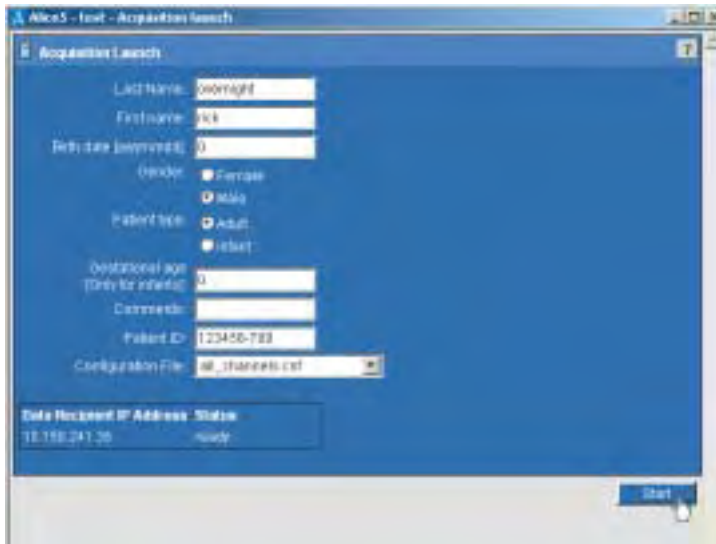 Alice5 - host - Acquisition launch
Acquisition Launch
?
Last Name: overnight
First name: rick
Birth date 0
Gender: Female
Male
Patient type: Adult
Infant
Gestational age
(Only for infants): 0
Comments:
Patient ID: 123456-789
Configuration File: all_channels.cnf
Data Recipient IP Address Status
ready
Start